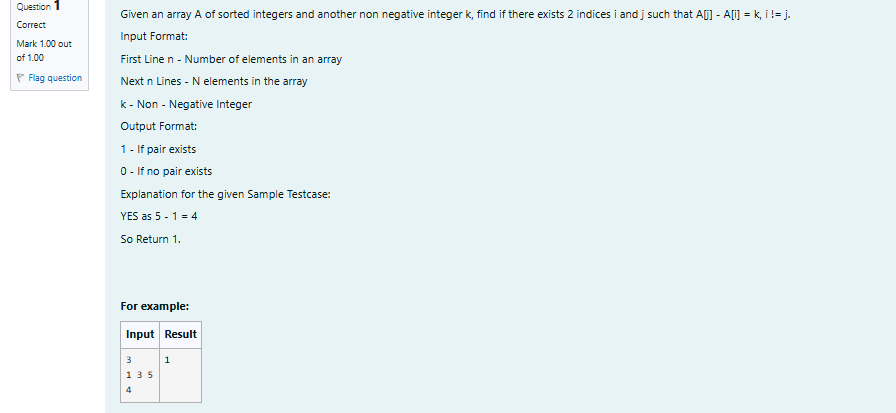 Question 1
Correct
Mark 1.00 out
of 1.00
Flag question
Given an array A of sorted integers and another non negative integer k, find if there exists 2 indices i and j such that A[j] - A[i] = k, i != j.
Input Format:
First Line n - Number of elements in an array
Next n Lines - N elements in the array
k - Non - Negative Integer
Output Format:
1 - If pair exists
0 - If no pair exists
Explanation for the given Sample Testcase:
YES as 5 - 1 = 4
So Return 1.
For example:
Input Result
3 1
1 3 5
4